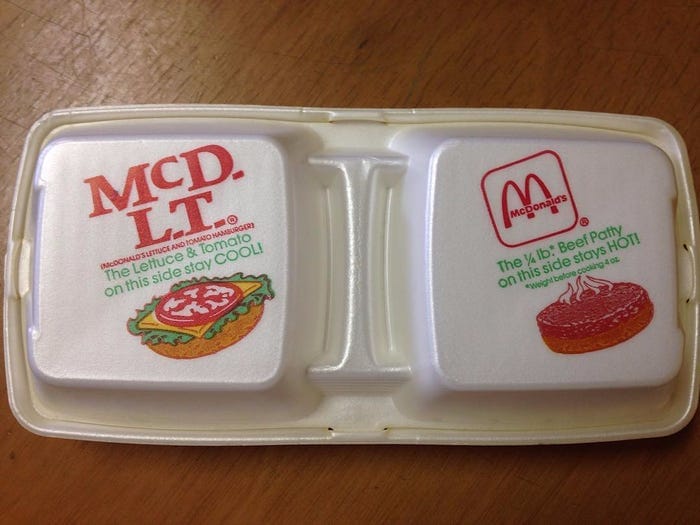 McD.
L.T.®
(McDONALD'S LETTUCE AND TOMATO HAMBURGER)
The Lettuce & Tomato
on this side stay COOL!
McDonald's
®
The ¼ lb.* Beef Patty
on this side stays HOT!
*Weight before cooking 4 oz.